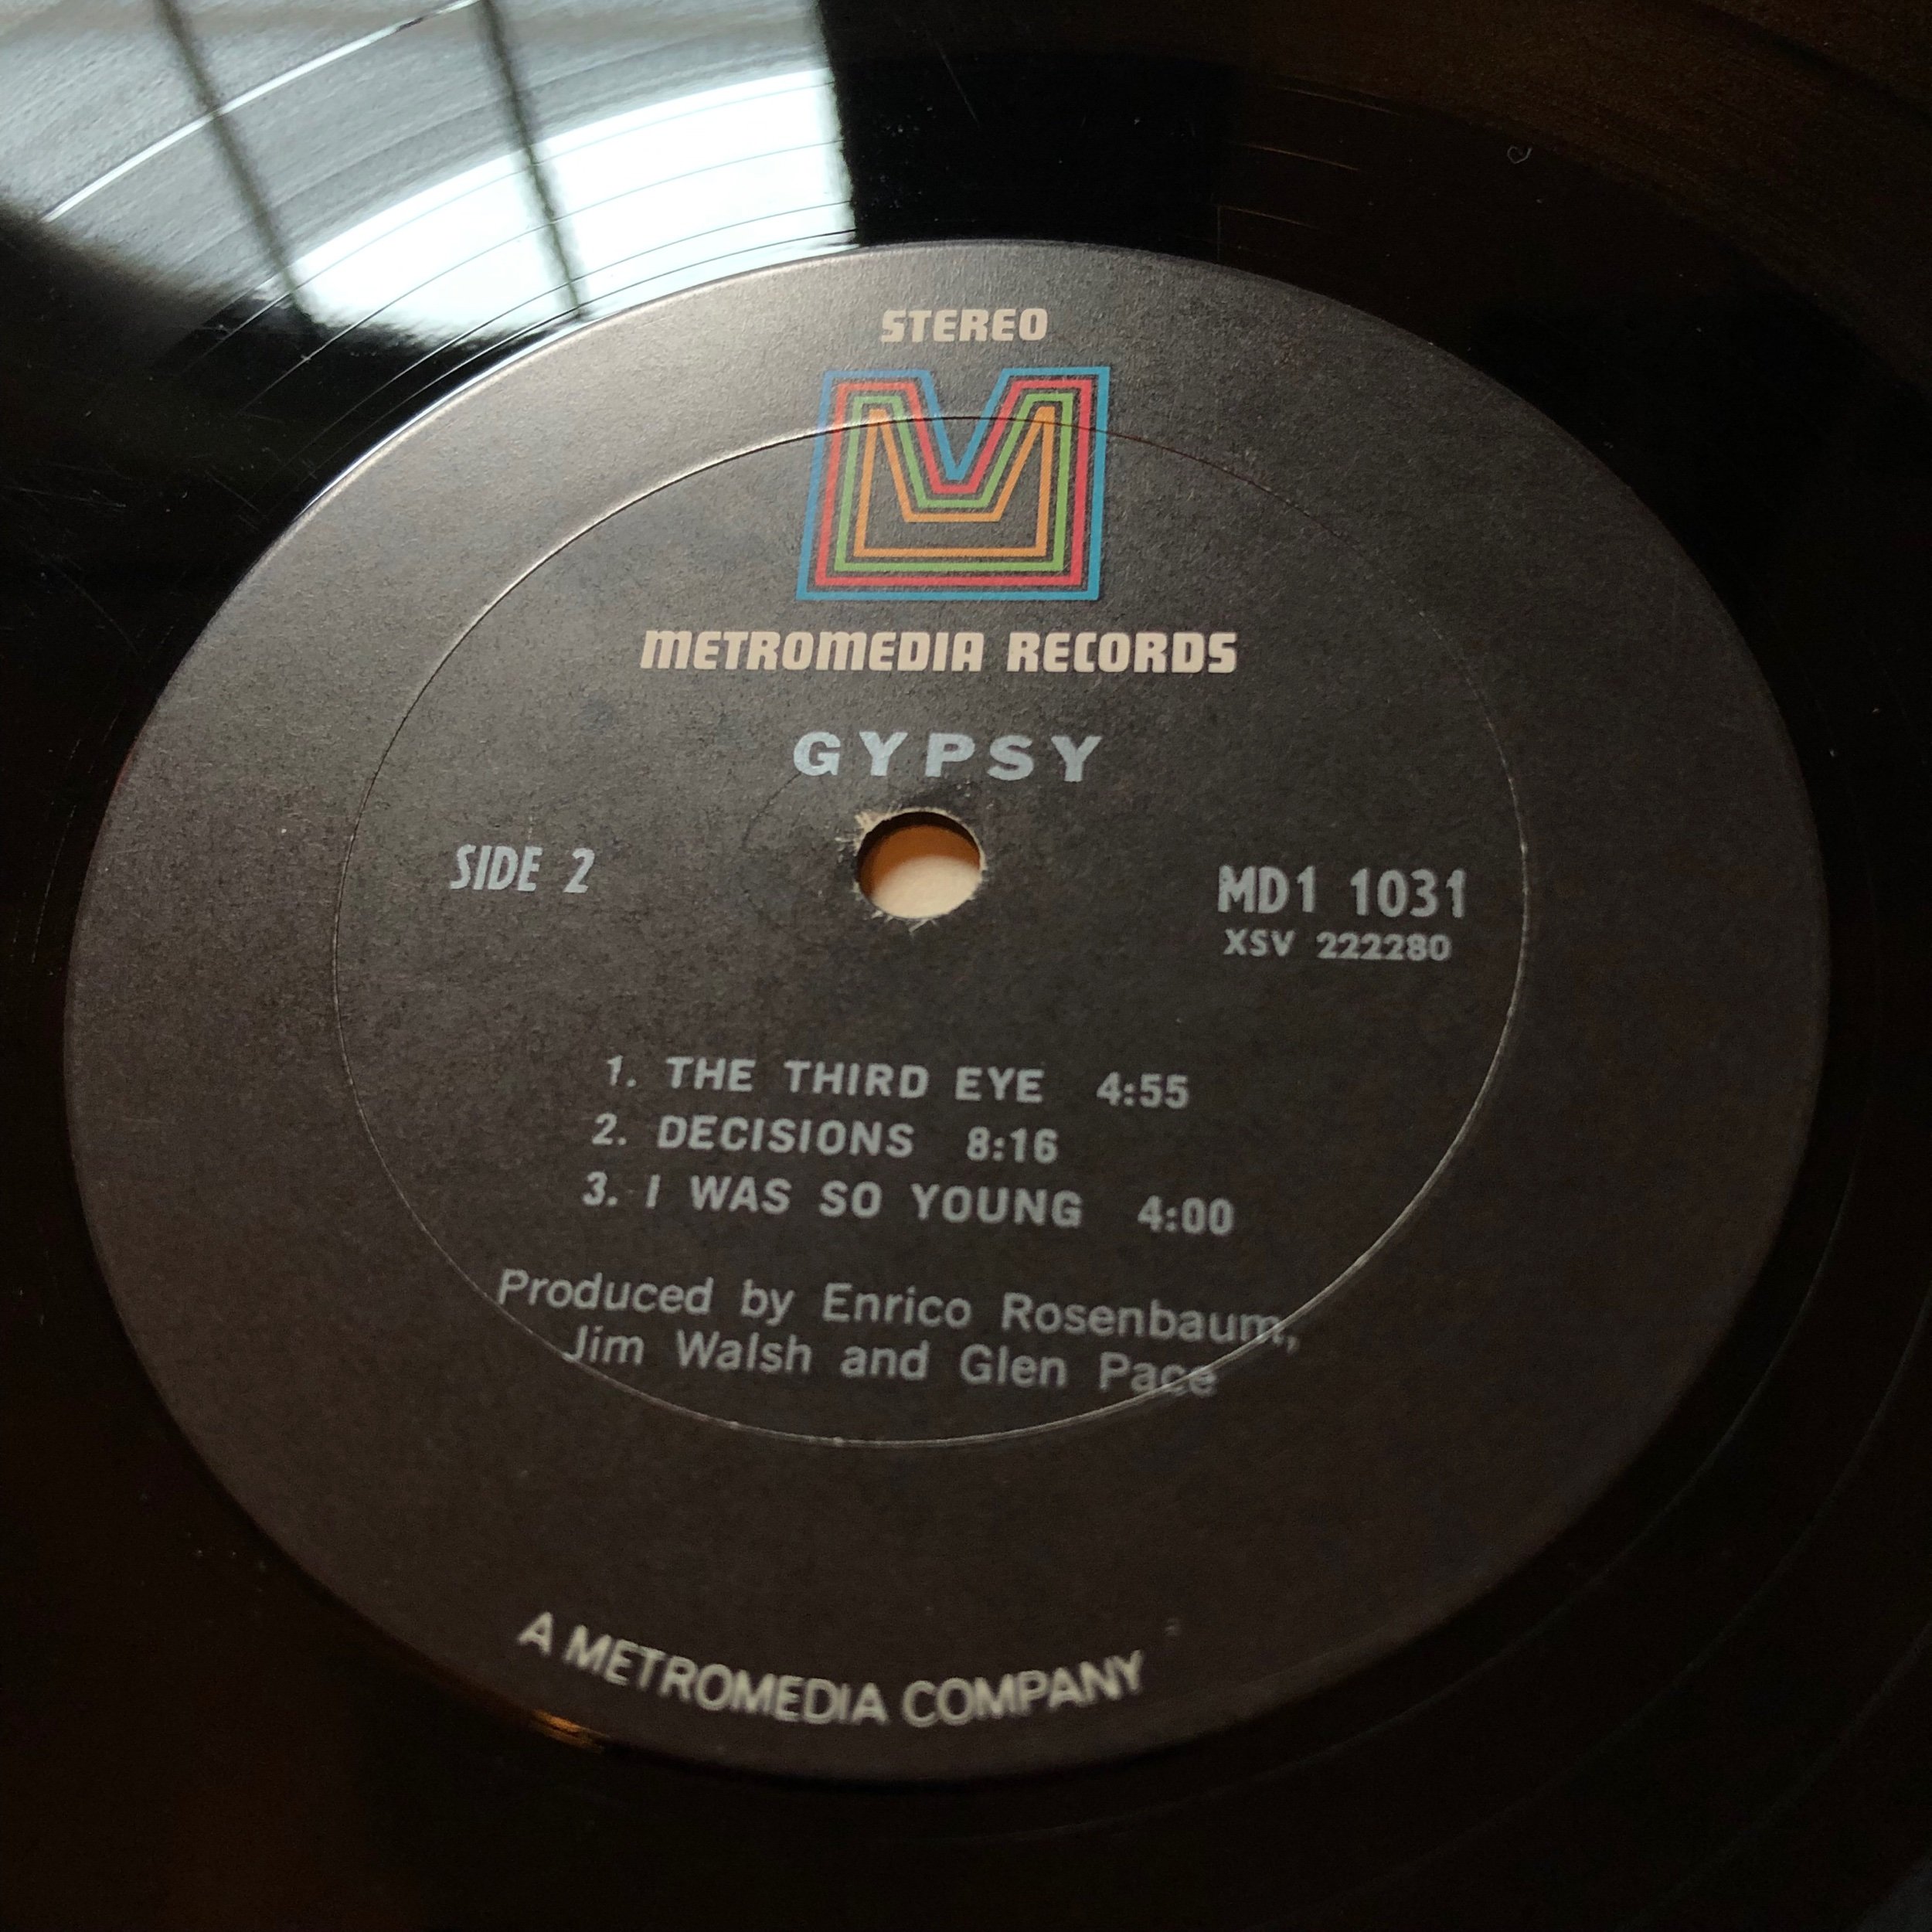 STEREO
METROMEDIA RECORDS
GYPSY
SIDE 2
MD1 1031
XSV 222280
1. THE THIRD EYE 4:55
2. DECISIONS 8:16
3. I WAS SO YOUNG 4:00
Produced by Enrico Rosenbaum,
Jim Walsh and Glen Pace
A METROMEDIA COMPANY